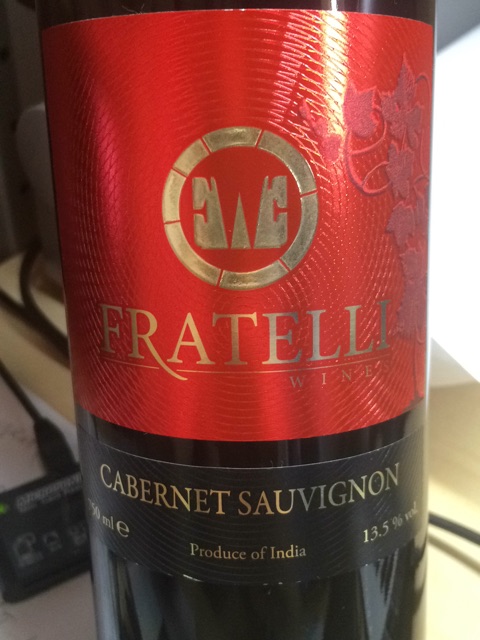 FRATELLI
WINES
CABERNET SAUVIGNON
750 ml ℮
13.5 % vol.
Produce of India